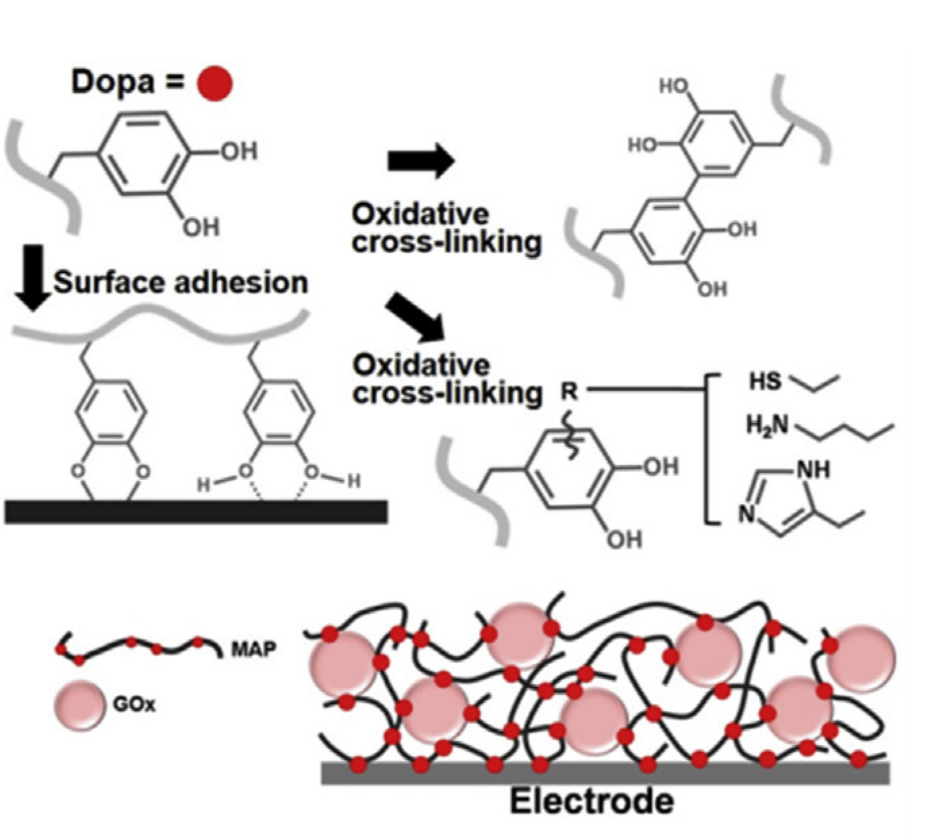 Dopa =
OH
OH
Surface adhesion
O
O
H
O
O
H
Oxidative
cross-linking
HO
HO
OH
OH
Oxidative
cross-linking
R
OH
OH
HS
H₂N
NH
N
MAP
GOx
Electrode